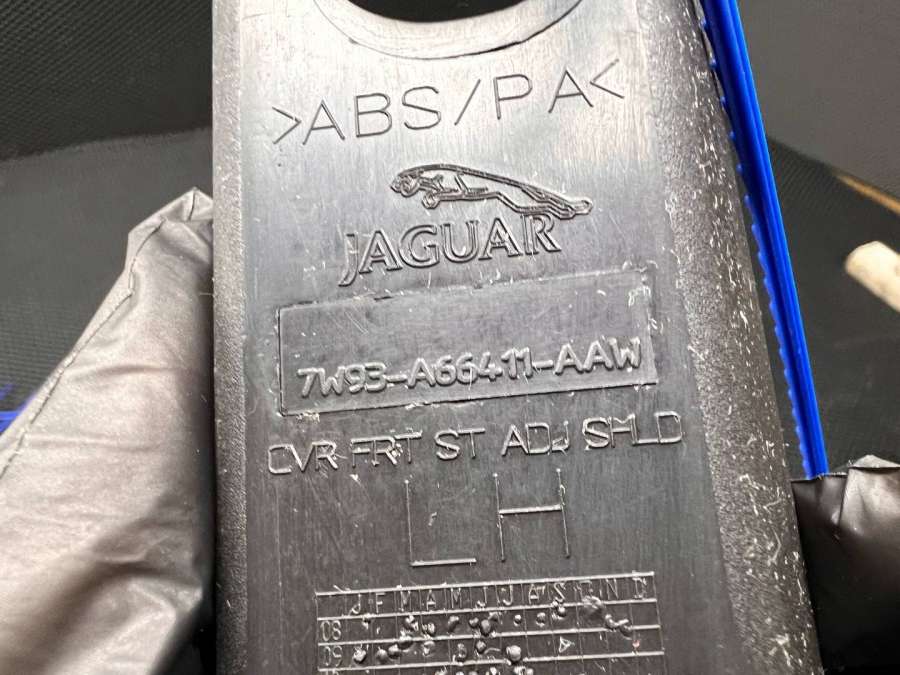 >ABS/PA<
JAGUAR
7W93-A66411-AAW
CVR FRT ST ADJ SHLD
LH
J F M A M J J A S O N D
08
09